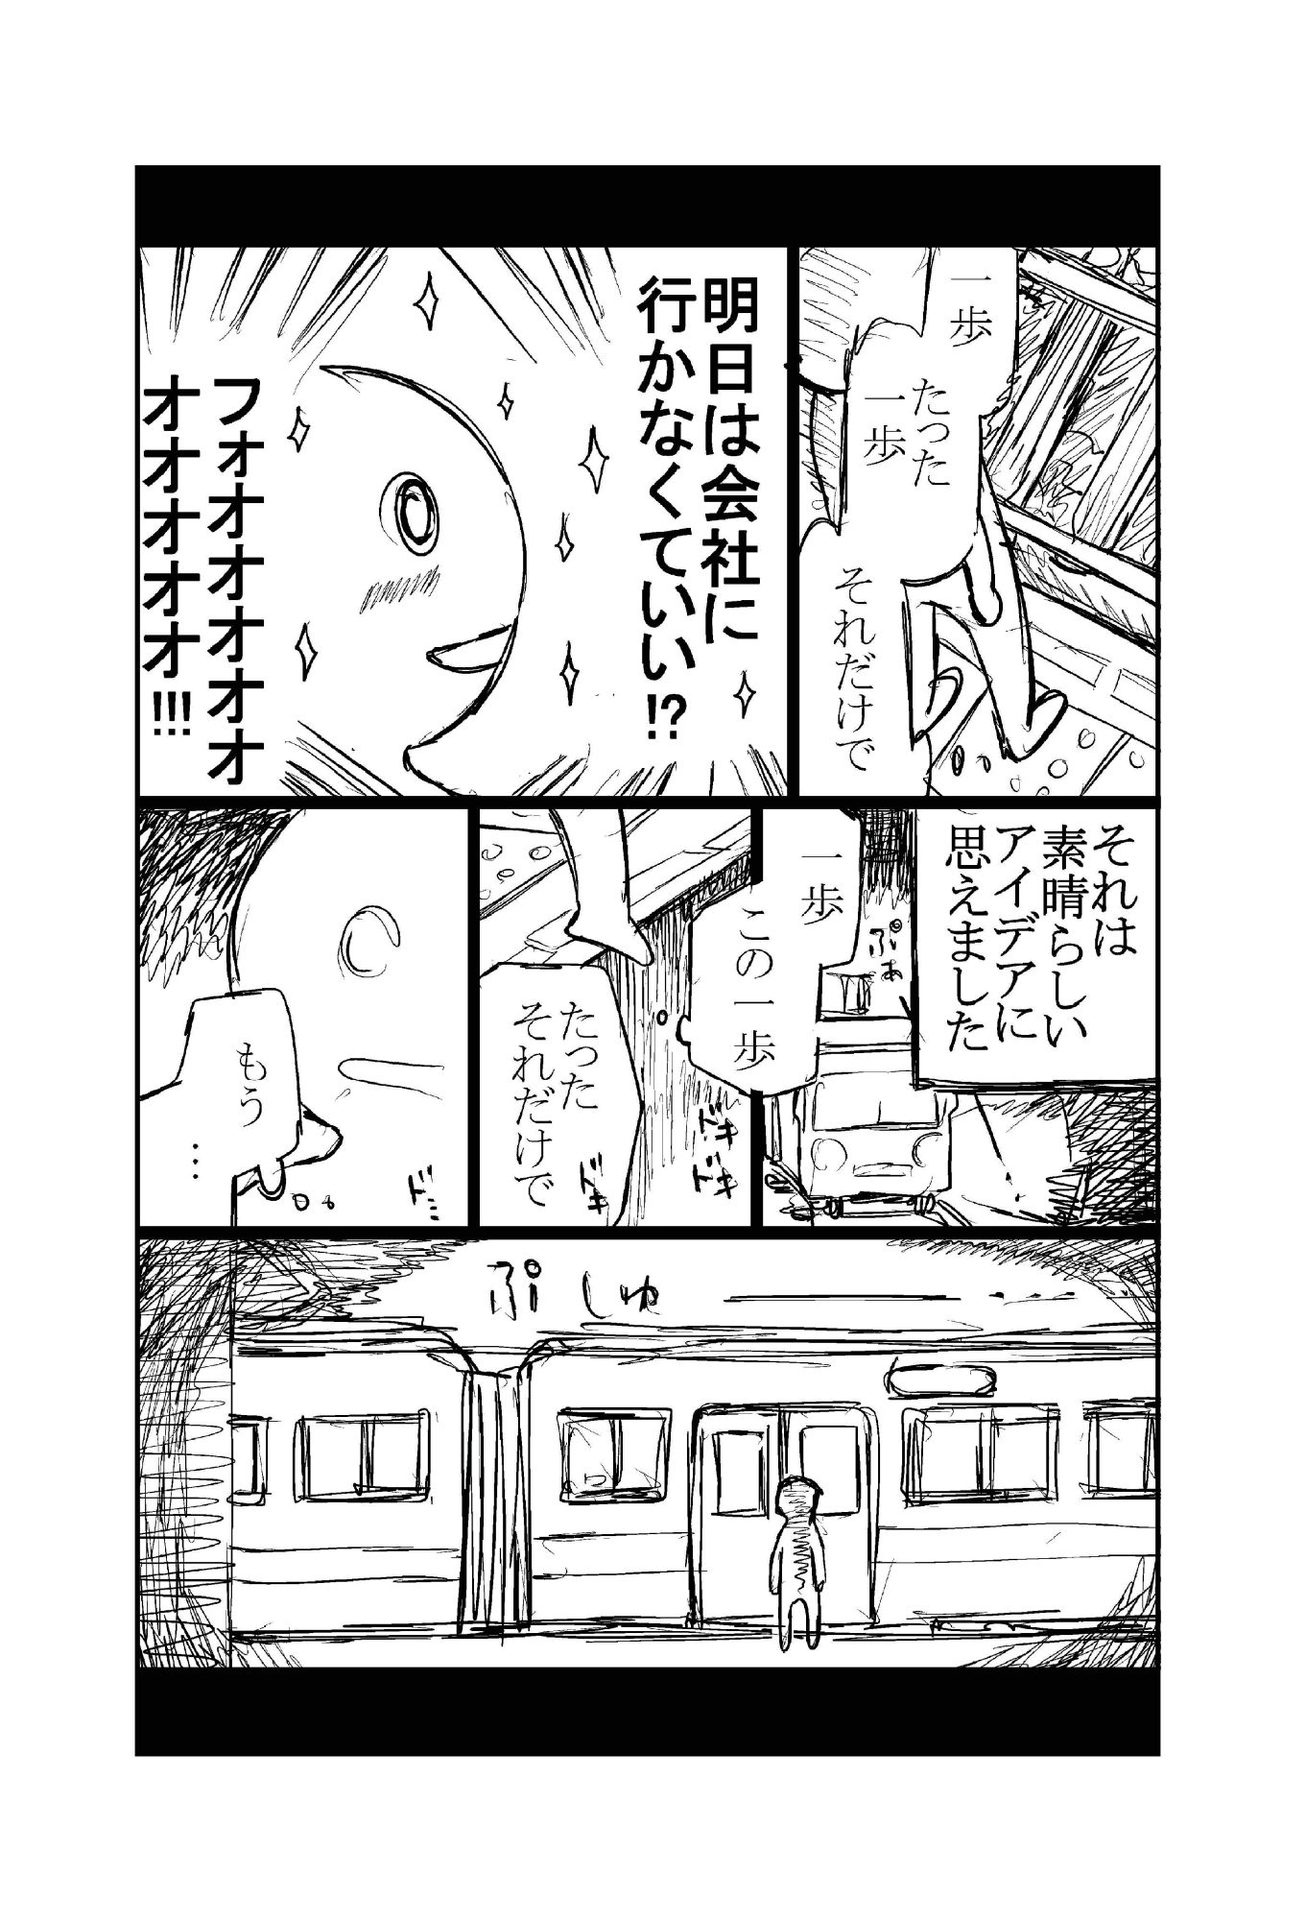 一歩
たった
一歩
それだけで
明日は会社に
行かなくていい!?
フォオオオオオオ
オオオオオ!!!
それは
素晴らしい
アイデアに
思えました
ぷぁ
一歩
この一歩
ドキ
ドキ
たった
それだけで
ドキ
ド…
もう
…
ぷしゅ――…